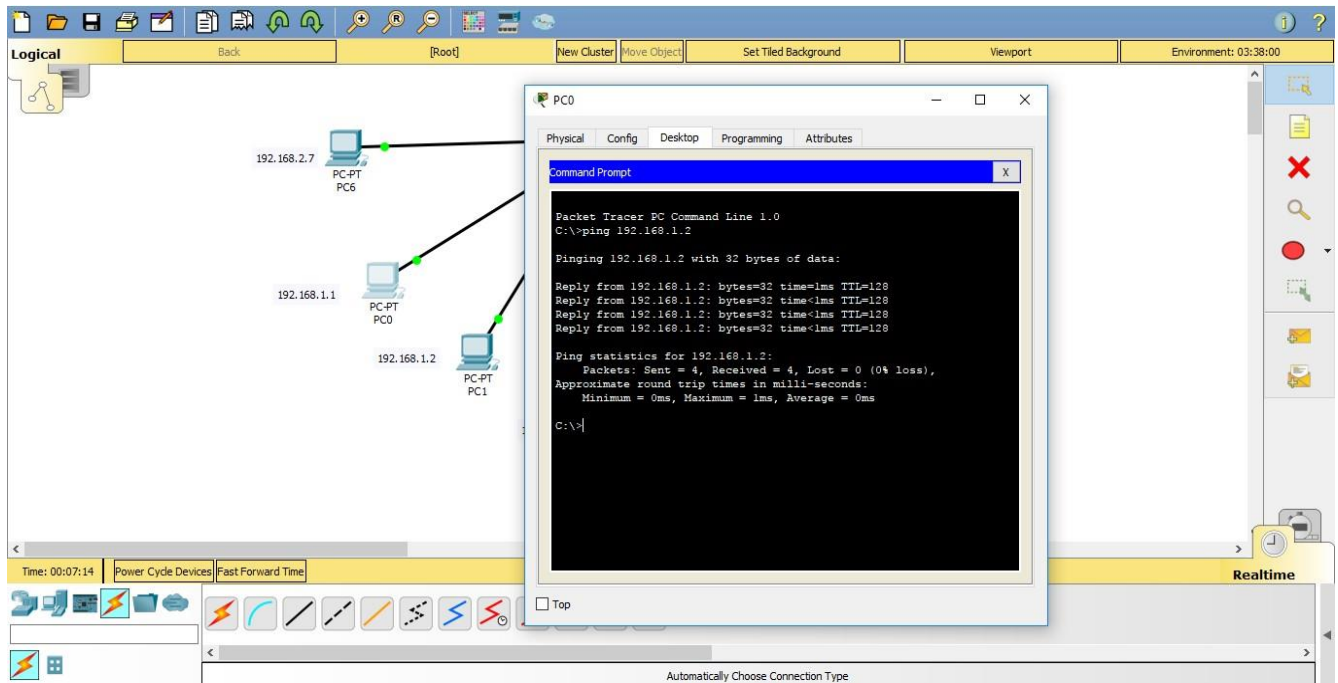 Logical
Back
[Root]
New Cluster
Move Object
Set Tiled Background
Viewport
Environment: 03:38:00
PC0
Physical
Config
Desktop
Programming
Attributes
Command Prompt
X
Packet Tracer PC Command Line 1.0
C:\>ping 192.168.1.2
Pinging 192.168.1.2 with 32 bytes of data:
Reply from 192.168.1.2: bytes=32 time=1ms TTL=128
Reply from 192.168.1.2: bytes=32 time<1ms TTL=128
Reply from 192.168.1.2: bytes=32 time<1ms TTL=128
Reply from 192.168.1.2: bytes=32 time<1ms TTL=128
Ping statistics for 192.168.1.2:
Packets: Sent = 4, Received = 4, Lost = 0 (0% loss),
Approximate round trip times in milli-seconds:
Minimum = 0ms, Maximum = 1ms, Average = 0ms
C:\>
Top
192.168.2.7
PC-PT
PC6
192.168.1.1
PC-PT
PC0
192.168.1.2
PC-PT
PC1
Time: 00:07:14
Power Cycle Devices
Fast Forward Time
Realtime
Automatically Choose Connection Type